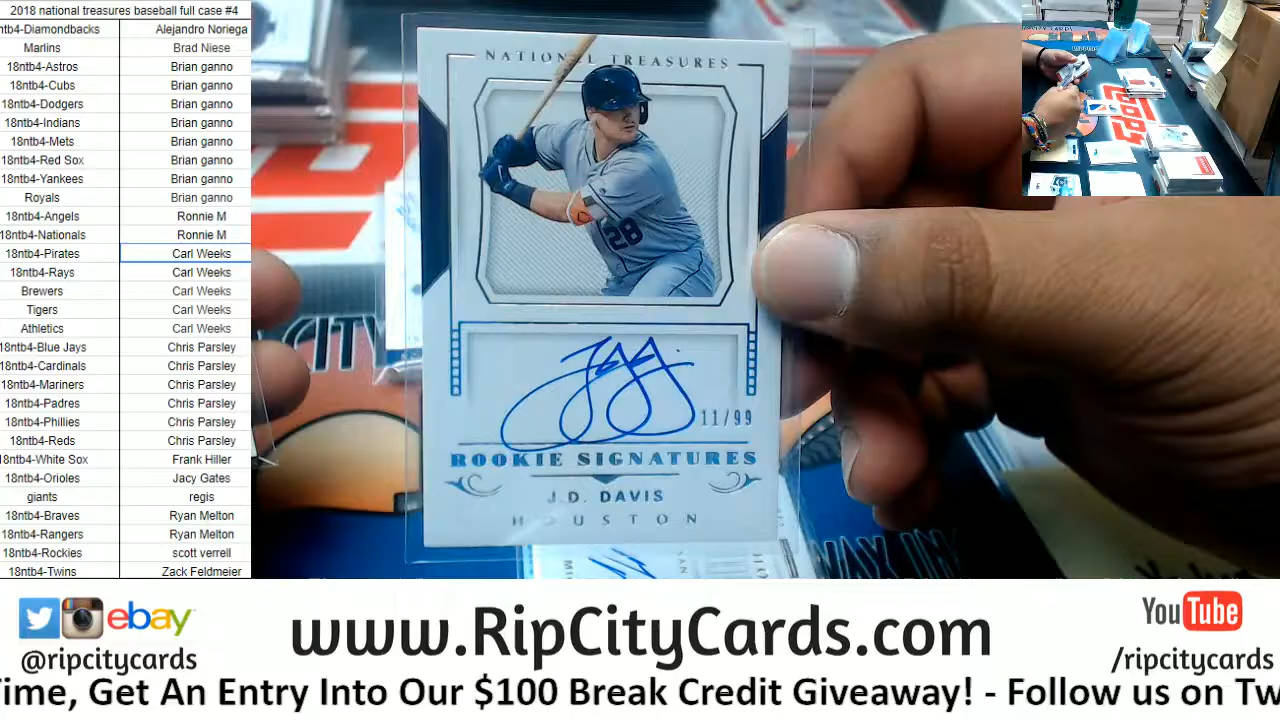 2018 national treasures baseball full case #4
ntb4-Diamondbacks Alejandro Noriega
Marlins Brad Niese
18ntb4-Astros Brian ganno
18ntb4-Cubs Brian ganno
18ntb4-Dodgers Brian ganno
18ntb4-Indians Brian ganno
18ntb4-Mets Brian ganno
18ntb4-Red Sox Brian ganno
18ntb4-Yankees Brian ganno
Royals Brian ganno
18ntb4-Angels Ronnie M
18ntb4-Nationals Ronnie M
18ntb4-Pirates Carl Weeks
18ntb4-Rays Carl Weeks
Brewers Carl Weeks
Tigers Carl Weeks
Athletics Carl Weeks
18ntb4-Blue Jays Chris Parsley
18ntb4-Cardinals Chris Parsley
18ntb4-Mariners Chris Parsley
18ntb4-Padres Chris Parsley
18ntb4-Phillies Chris Parsley
18ntb4-Reds Chris Parsley
18ntb4-White Sox Frank Hiller
18ntb4-Orioles Jacy Gates
giants regis
18ntb4-Braves Ryan Melton
18ntb4-Rangers Ryan Melton
18ntb4-Rockies scott verrell
18ntb4-Twins Zack Feldmeier
NATIONAL TREASURES
28
11/99
ROOKIE SIGNATURES
J.D. DAVIS
HOUSTON
topps
ebay
@ripcitycards
www.RipCityCards.com
YouTube
/ripcitycards
Time, Get An Entry Into Our $100 Break Credit Giveaway! - Follow us on Tw